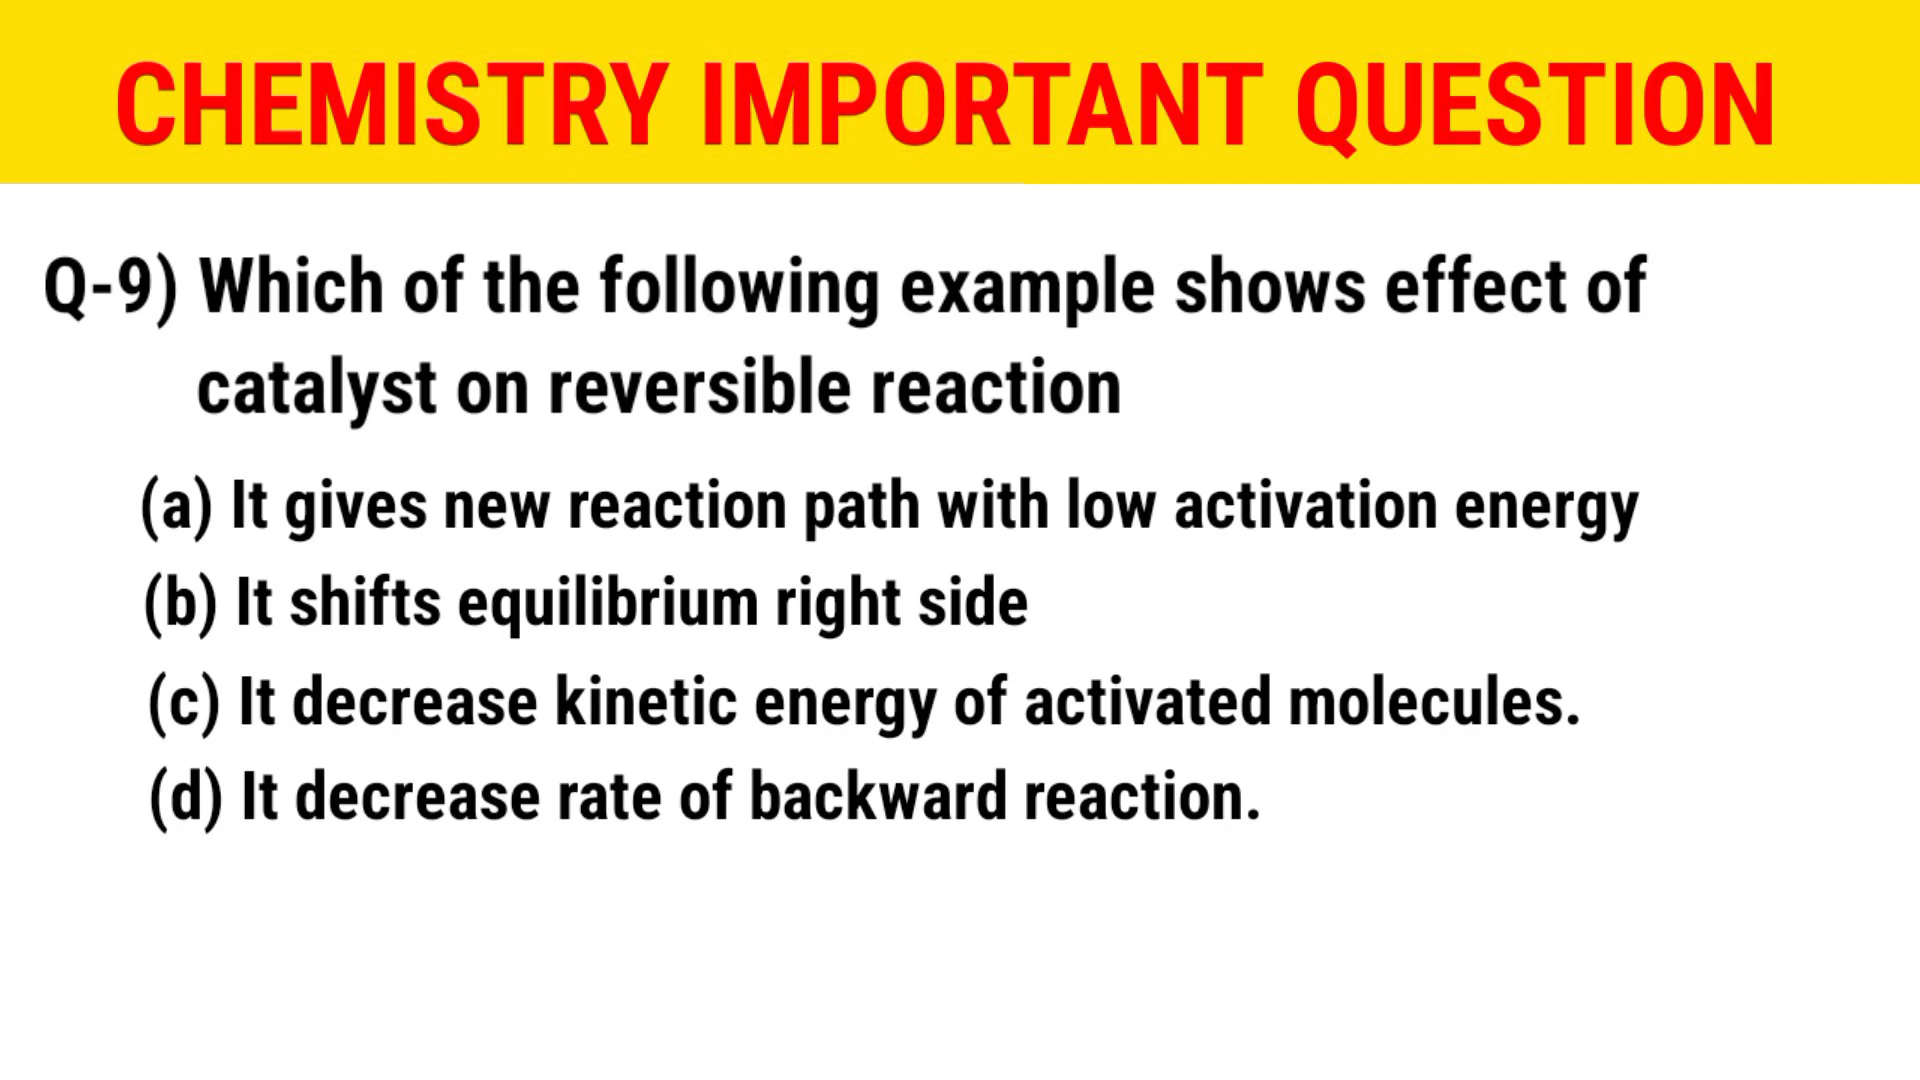 CHEMISTRY IMPORTANT QUESTION
Q-9) Which of the following example shows effect of
catalyst on reversible reaction
(a) It gives new reaction path with low activation energy
(b) It shifts equilibrium right side
(c) It decrease kinetic energy of activated molecules.
(d) It decrease rate of backward reaction.